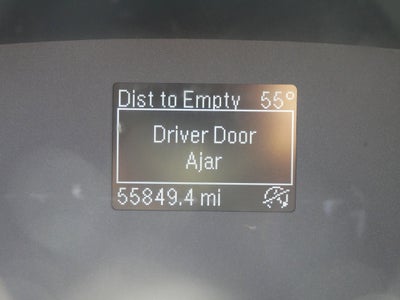 Dist to Empty 55°
Driver Door
Ajar
55849.4 mi